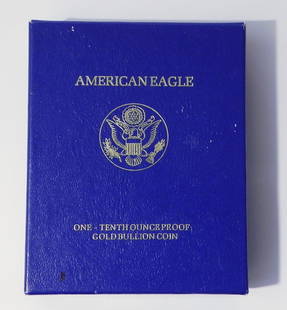 AMERICAN EAGLE
ONE - TENTH OUNCE PROOF
GOLD BULLION COIN